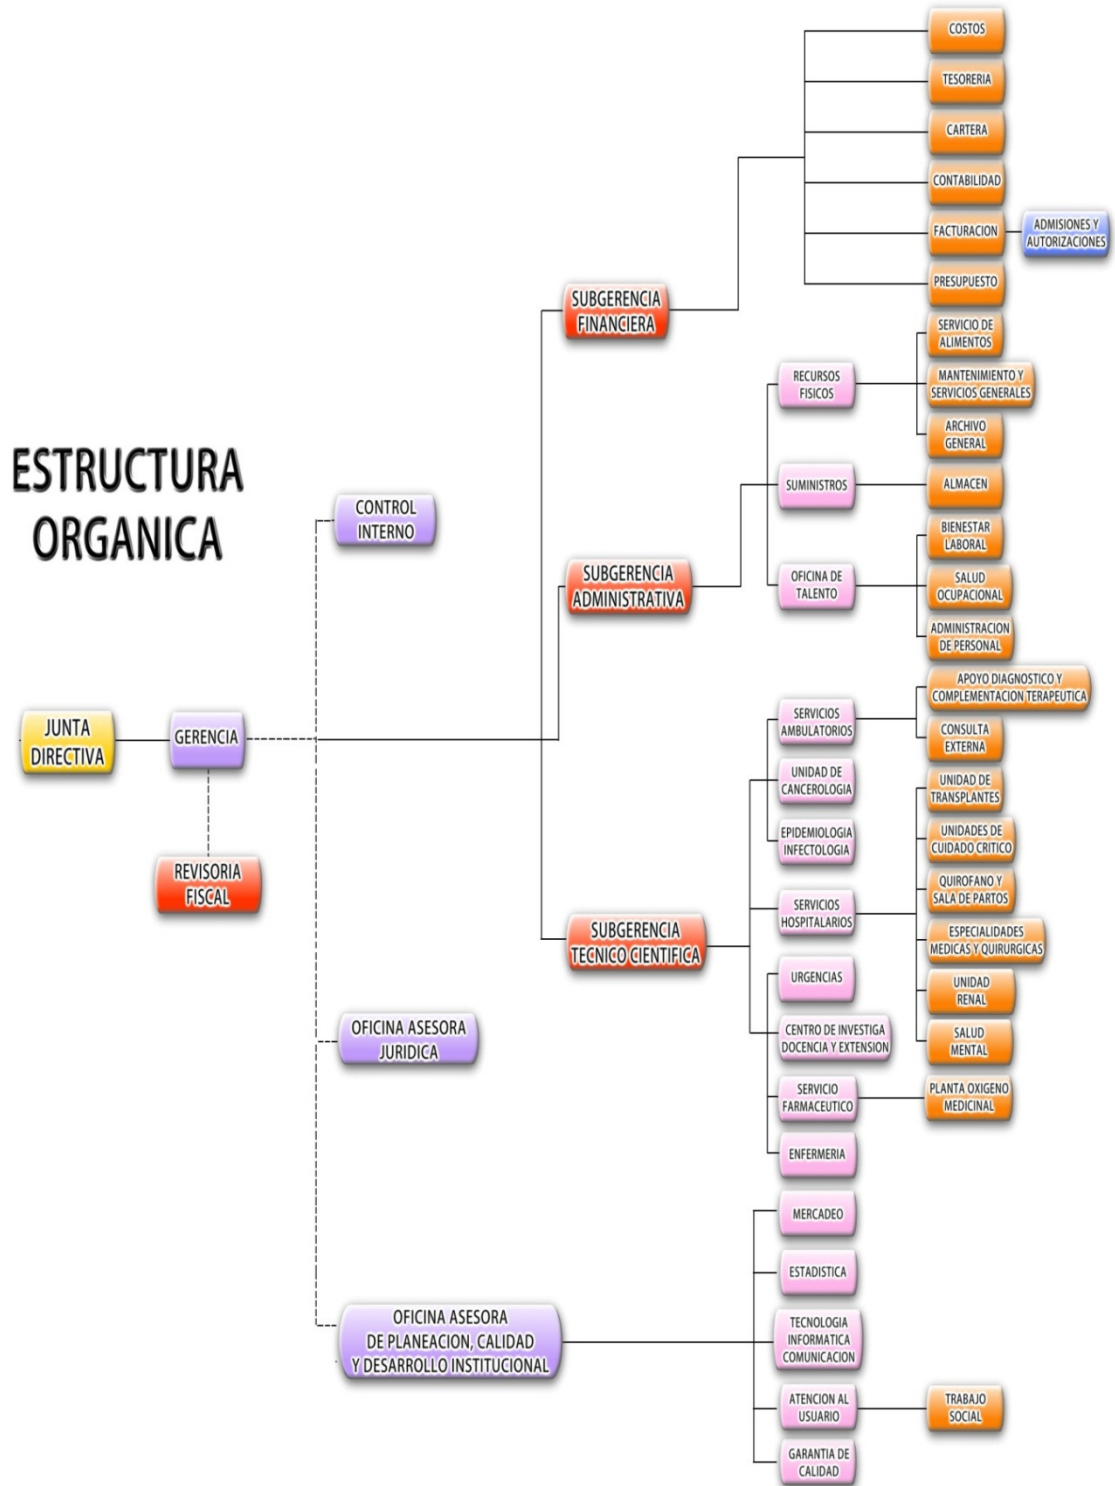 ESTRUCTURA
ORGANICA
JUNTA
DIRECTIVA
GERENCIA
REVISORIA
FISCAL
CONTROL
INTERNO
OFICINA ASESORA
JURIDICA
OFICINA ASESORA
DE PLANEACION, CALIDAD
Y DESARROLLO INSTITUCIONAL
SUBGERENCIA
FINANCIERA
COSTOS
TESORERIA
CARTERA
CONTABILIDAD
FACTURACION
ADMISIONES Y
AUTORIZACIONES
PRESUPUESTO
SUBGERENCIA
ADMINISTRATIVA
RECURSOS
FISICOS
SERVICIO DE
ALIMENTOS
MANTENIMIENTO Y
SERVICIOS GENERALES
ARCHIVO
GENERAL
SUMINISTROS
ALMACEN
OFICINA DE
TALENTO
BIENESTAR
LABORAL
SALUD
OCUPACIONAL
ADMINISTRACION
DE PERSONAL
SUBGERENCIA
TECNICO CIENTIFICA
SERVICIOS
AMBULATORIOS
APOYO DIAGNOSTICO Y
COMPLEMENTACION TERAPEUTICA
CONSULTA
EXTERNA
UNIDAD DE
CANCEROLOGIA
EPIDEMIOLOGIA
INFECTOLOGIA
SERVICIOS
HOSPITALARIOS
UNIDAD DE
TRANSPLANTES
UNIDADES DE
CUIDADO CRITICO
QUIROFANO Y
SALA DE PARTOS
ESPECIALIDADES
MEDICAS Y QUIRURGICAS
UNIDAD
RENAL
SALUD
MENTAL
URGENCIAS
CENTRO DE INVESTIGA
DOCENCIA Y EXTENSION
SERVICIO
FARMACEUTICO
PLANTA OXIGENO
MEDICINAL
ENFERMERIA
MERCADEO
ESTADISTICA
TECNOLOGIA
INFORMATICA
COMUNICACION
ATENCION AL
USUARIO
TRABAJO
SOCIAL
GARANTIA DE
CALIDAD